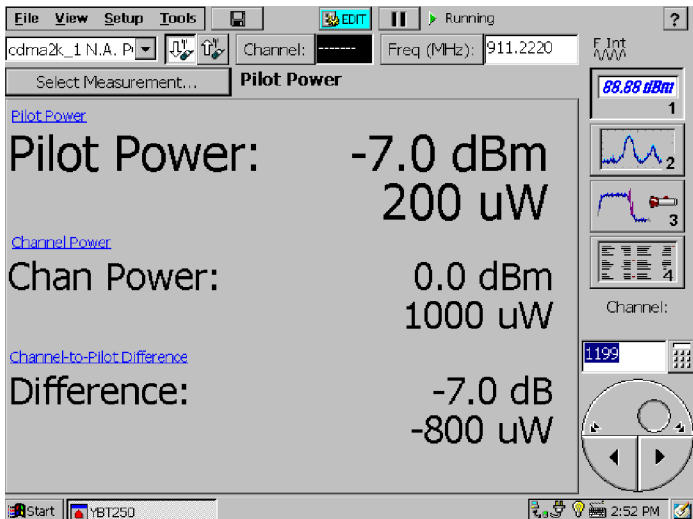 File View Setup Tools EDIT Running ?
cdma2k_1 N.A. P Channel: ------- Freq (MHz): 911.2220 F Int
Select Measurement... Pilot Power
88.88 dBm
1
Pilot Power
Pilot Power: -7.0 dBm
200 uW
2
3
Channel Power
Chan Power: 0.0 dBm
1000 uW
4
Channel:
1199
Channel-to-Pilot Difference
Difference: -7.0 dB
-800 uW
Start YBT250 2:52 PM